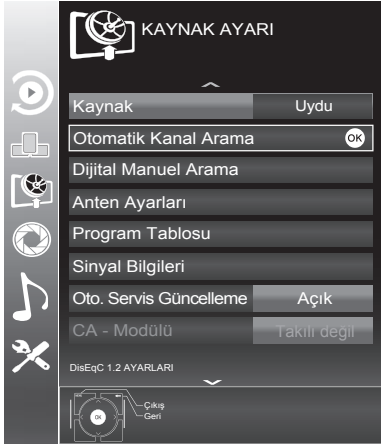 KAYNAK AYARI
Kaynak Uydu
Otomatik Kanal Arama OK
Dijital Manuel Arama
Anten Ayarları
Program Tablosu
Sinyal Bilgileri
Oto. Servis Güncelleme Açık
CA - Modülü Takılı değil
DisEqC 1.2 AYARLARI
Çıkış
OK Geri